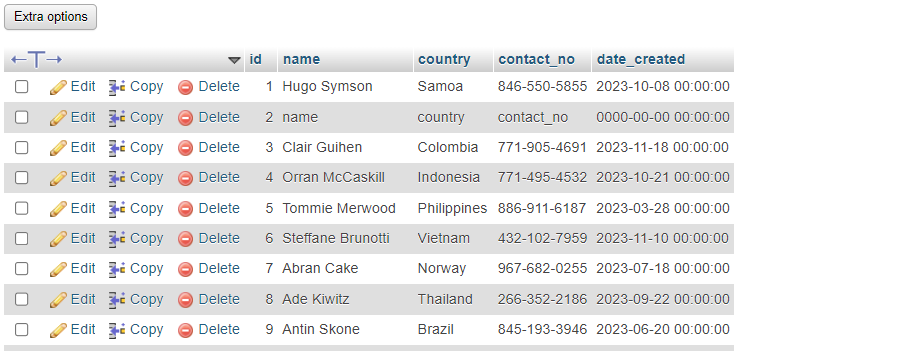 Extra options
←T→ id name country contact_no date_created
Edit Copy Delete 1 Hugo Symson Samoa 846-550-5855 2023-10-08 00:00:00
Edit Copy Delete 2 name country contact_no 0000-00-00 00:00:00
Edit Copy Delete 3 Clair Guihen Colombia 771-905-4691 2023-11-18 00:00:00
Edit Copy Delete 4 Orran McCaskill Indonesia 771-495-4532 2023-10-21 00:00:00
Edit Copy Delete 5 Tommie Merwood Philippines 886-911-6187 2023-03-28 00:00:00
Edit Copy Delete 6 Steffane Brunotti Vietnam 432-102-7959 2023-11-10 00:00:00
Edit Copy Delete 7 Abran Cake Norway 967-682-0255 2023-07-18 00:00:00
Edit Copy Delete 8 Ade Kiwitz Thailand 266-352-2186 2023-09-22 00:00:00
Edit Copy Delete 9 Antin Skone Brazil 845-193-3946 2023-06-20 00:00:00